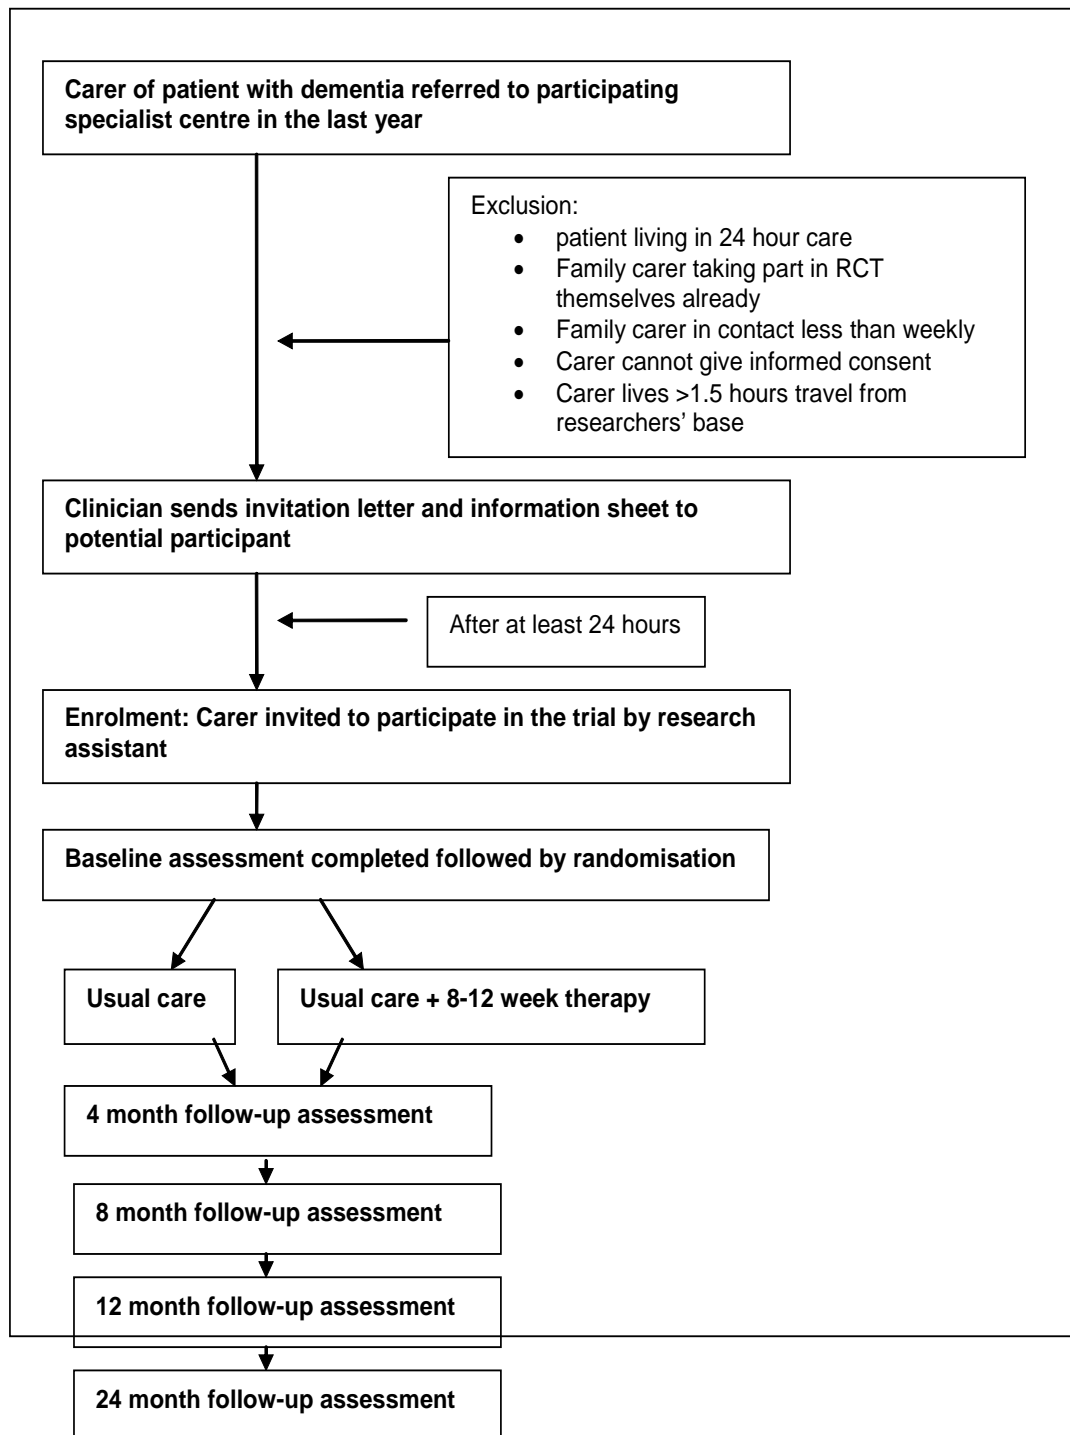 Carer of patient with dementia referred to participating
specialist centre in the last year
Exclusion:
• patient living in 24 hour care
• Family carer taking part in RCT
themselves already
• Family carer in contact less than weekly
• Carer cannot give informed consent
• Carer lives >1.5 hours travel from
researchers’ base
Clinician sends invitation letter and information sheet to
potential participant
After at least 24 hours
Enrolment: Carer invited to participate in the trial by research
assistant
Baseline assessment completed followed by randomisation
Usual care
Usual care + 8-12 week therapy
4 month follow-up assessment
8 month follow-up assessment
12 month follow-up assessment
24 month follow-up assessment